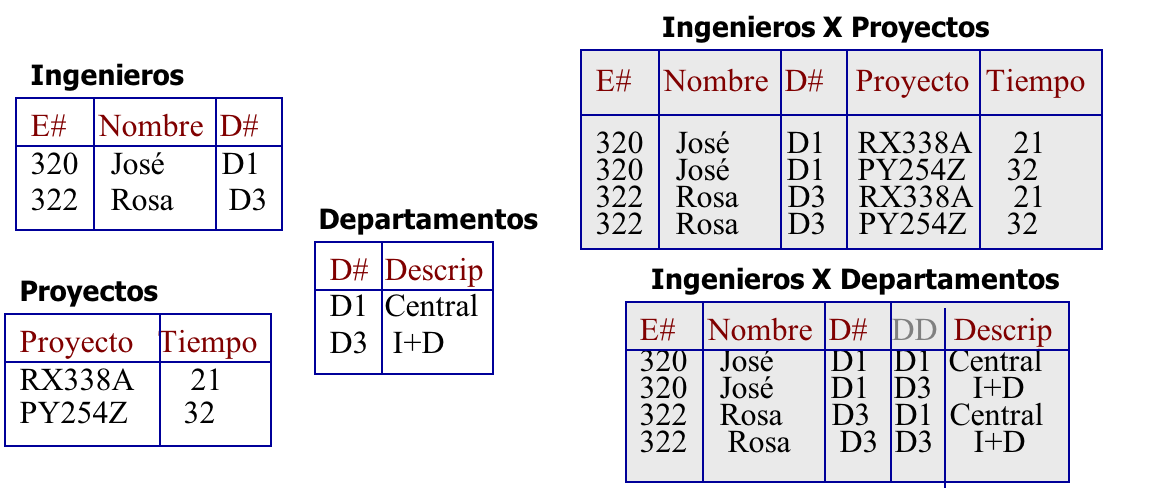 Ingenieros
E# Nombre D#
320 José D1
322 Rosa D3
Proyectos
Proyecto Tiempo
RX338A 21
PY254Z 32
Departamentos
D# Descrip
D1 Central
D3 I+D
Ingenieros X Proyectos
E# Nombre D# Proyecto Tiempo
320 José D1 RX338A 21
320 José D1 PY254Z 32
322 Rosa D3 RX338A 21
322 Rosa D3 PY254Z 32
Ingenieros X Departamentos
E# Nombre D# DD Descrip
320 José D1 D1 Central
320 José D1 D3 I+D
322 Rosa D3 D1 Central
322 Rosa D3 D3 I+D